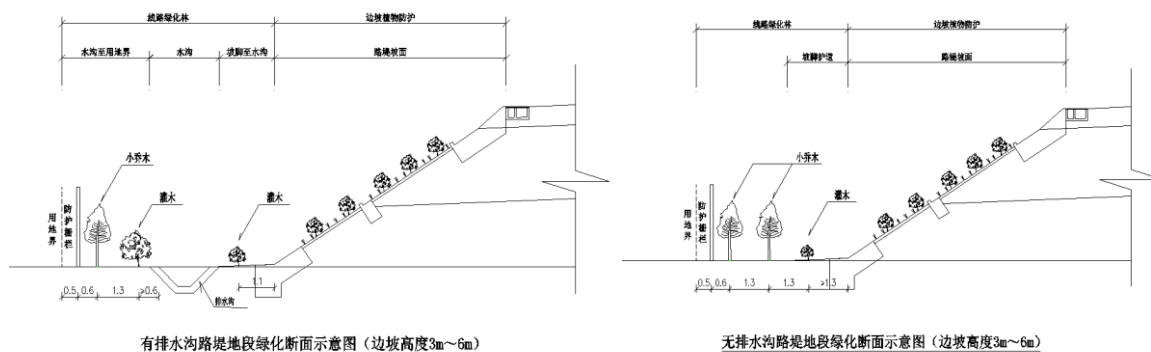 线路绿化林 边坡植物防护
水沟至用地界 水沟 坡脚至水沟 路堤坡面
小乔木
灌木 灌木
用地界
防护栅栏
0.5 0.6 1.3 ≥0.6 1.1
排水沟
有排水沟路堤地段绿化断面示意图（边坡高度3m～6m）
线路绿化林 边坡植物防护
坡脚护道 路堤坡面
小乔木
灌木
用地界
防护栅栏
0.5 0.6 1.3 1.3 ≥1.3
无排水沟路堤地段绿化断面示意图（边坡高度3m～6m）